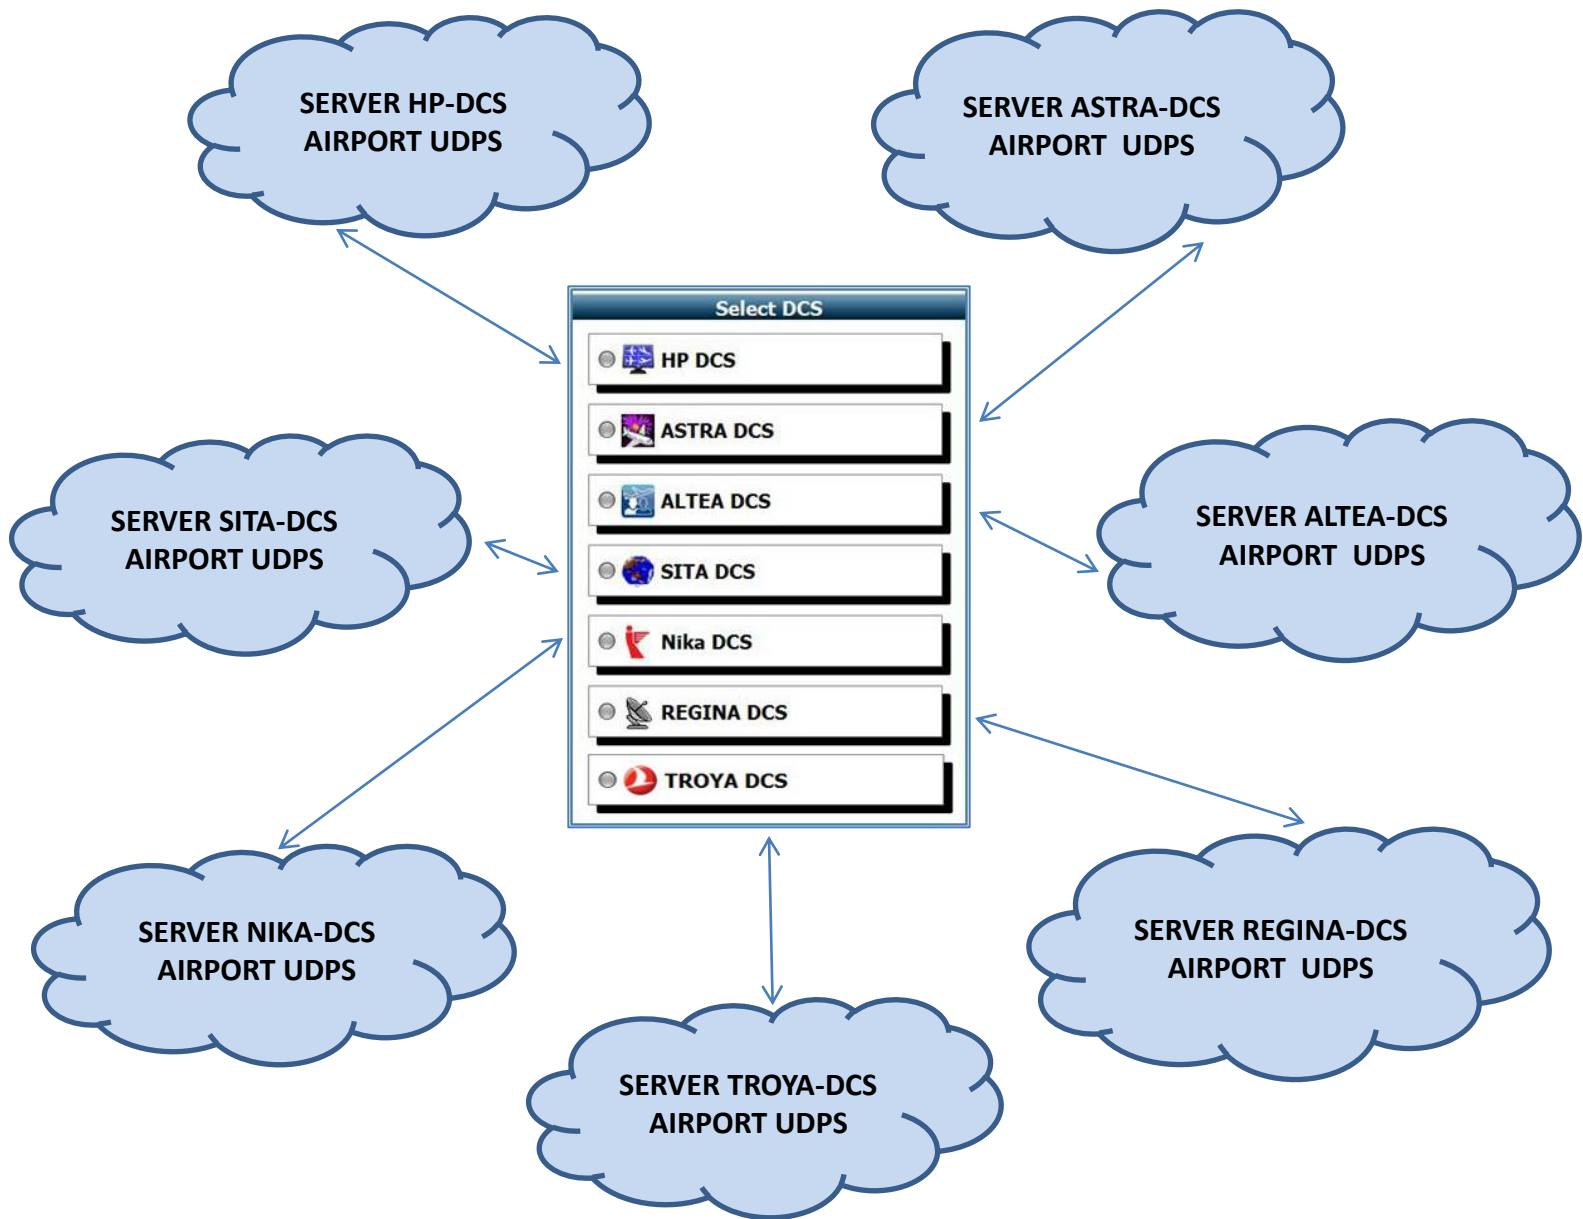 SERVER HP-DCS
AIRPORT UDPS
SERVER ASTRA-DCS
AIRPORT  UDPS
Select DCS
HP DCS
ASTRA DCS
ALTEA DCS
SITA DCS
Nika DCS
REGINA DCS
TROYA DCS
SERVER SITA-DCS
AIRPORT UDPS
SERVER ALTEA-DCS
AIRPORT  UDPS
SERVER NIKA-DCS
AIRPORT UDPS
SERVER REGINA-DCS
AIRPORT  UDPS
SERVER TROYA-DCS
AIRPORT UDPS